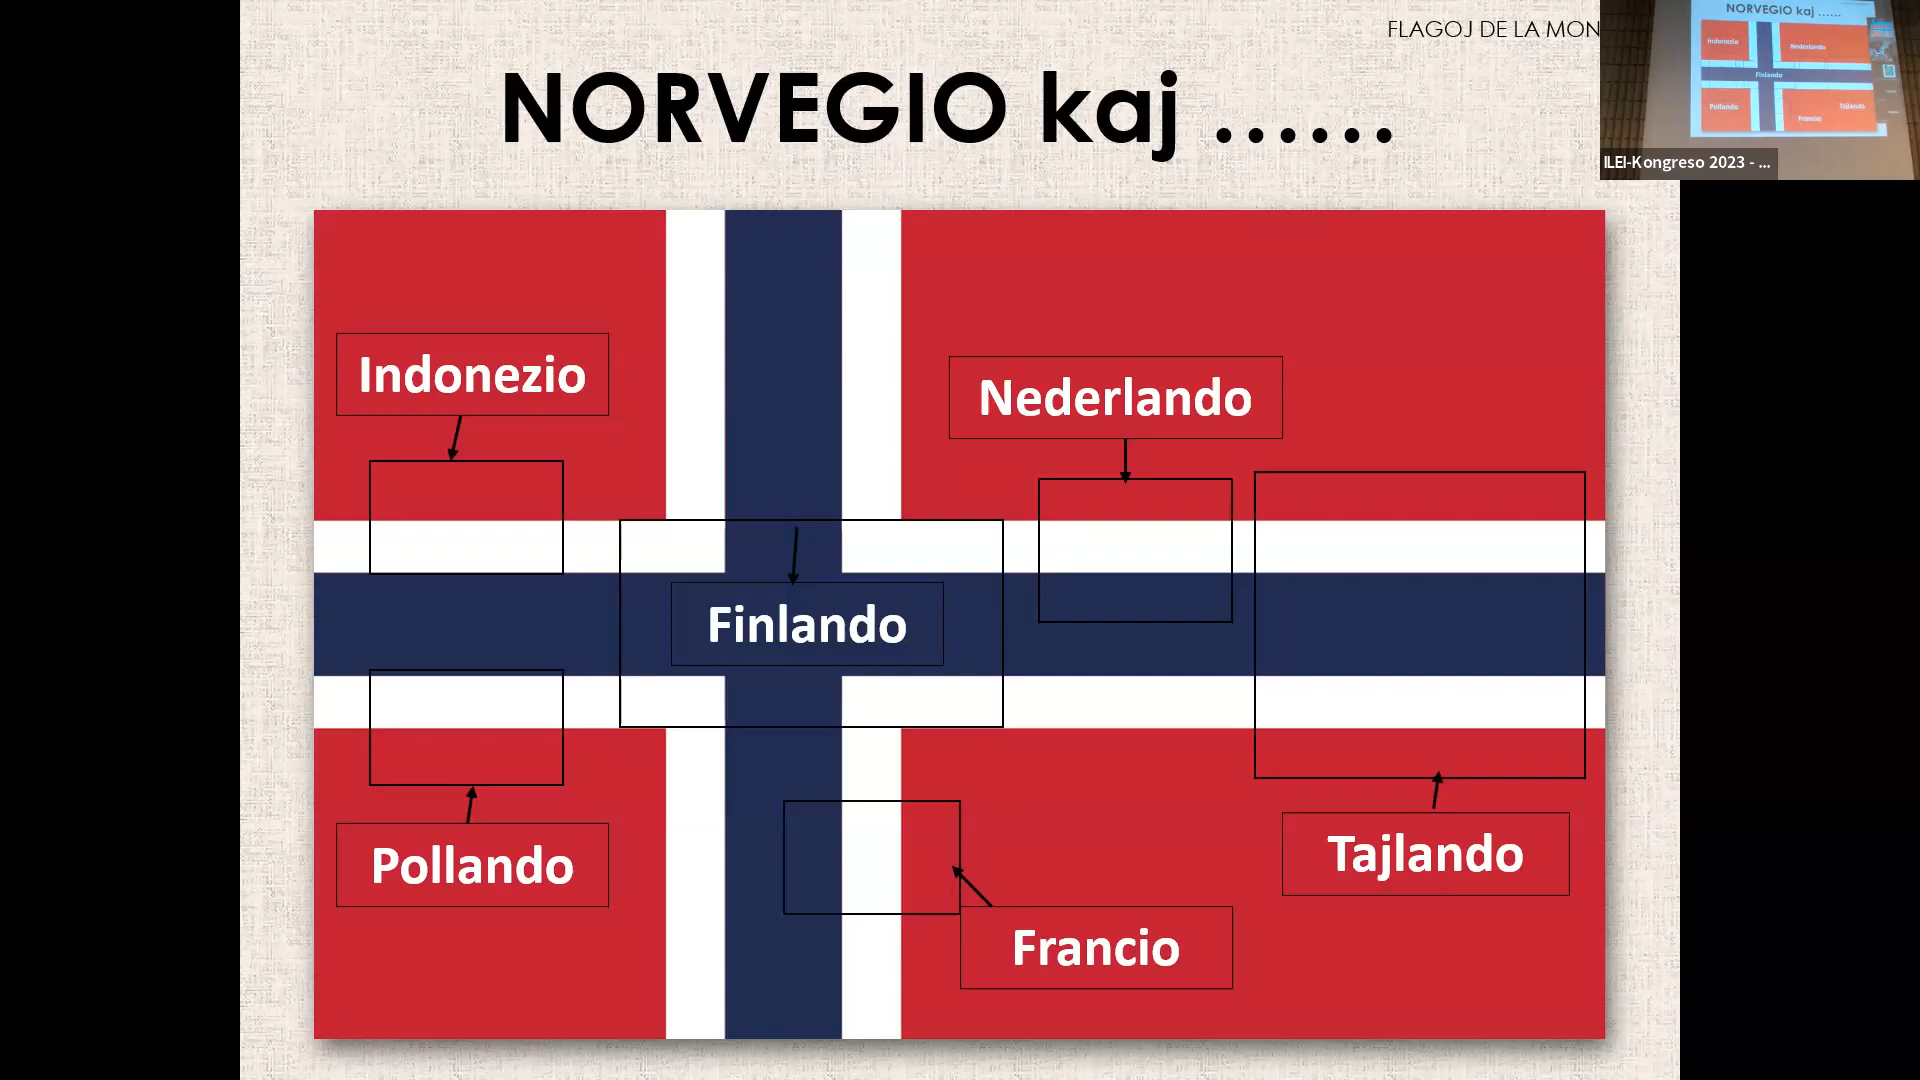 FLAGOJ DE LA MON
NORVEGIO kaj ......
NORVEGIO kaj ......
Indonezio
Nederlando
Finlando
Pollando
Tajlando
Francio
ILEI-Kongreso 2023 - ...
Indonezio
Nederlando
Finlando
Pollando
Tajlando
Francio